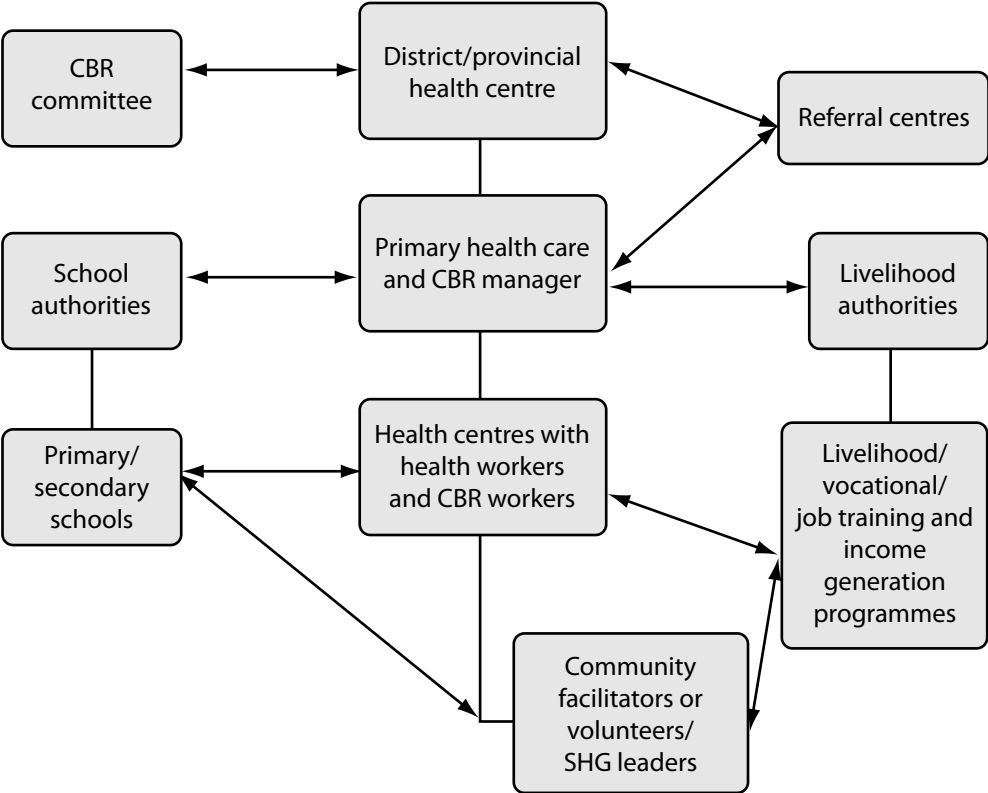 CBR
committee
District/provincial
health centre
Referral centres
School
authorities
Primary health care
and CBR manager
Livelihood
authorities
Primary/
secondary
schools
Health centres with
health workers
and CBR workers
Livelihood/
vocational/
job training and
income
generation
programmes
Community
facilitators or
volunteers/
SHG leaders